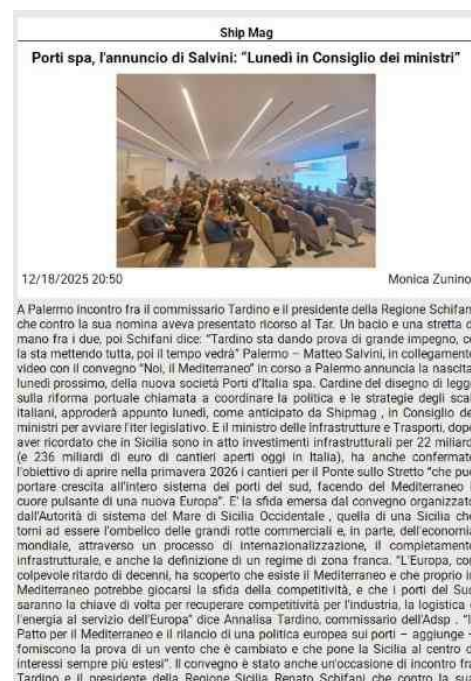 Ship Mag
Porti spa, l'annuncio di Salvini: “Lunedì in Consiglio dei ministri”
12/18/2025 20:50
Monica Zunino
A Palermo incontro fra il commissario Tardino e il presidente della Regione Schifani
che contro la sua nomina aveva presentato ricorso al Tar. Un bacio e una stretta di
mano fra i due, poi Schifani dice: “Tardino sta dando prova di grande impegno, ce
la sta mettendo tutta, poi il tempo vedrà” Palermo – Matteo Salvini, in collegamento
video con il convegno “Noi, il Mediterraneo” in corso a Palermo annuncia la nascita,
lunedì prossimo, della nuova società Porti d'Italia spa. Cardine del disegno di legge
sulla riforma portuale chiamata a coordinare la politica e le strategie degli scali
italiani, approderà appunto lunedì, come anticipato da Shipmag , in Consiglio dei
ministri per avviare l'iter legislativo. E il ministro delle Infrastrutture e Trasporti, dopo
aver ricordato che in Sicilia sono in atto investimenti infrastrutturali per 22 miliardi
(e 236 miliardi di euro di cantieri aperti oggi in Italia), ha anche confermato
l'obiettivo di aprire nella primavera 2026 i cantieri per il Ponte sullo Stretto “che può
portare crescita all'intero sistema dei porti del sud, facendo del Mediterraneo il
cuore pulsante di una nuova Europa”. E' la sfida emersa dal convegno organizzato
dall'Autorità di sistema del Mare di Sicilia Occidentale , quella di una Sicilia che
torni ad essere l'ombelico delle grandi rotte commerciali e, in parte, dell'economia
mondiale, attraverso un processo di internazionalizzazione, il completamento
infrastrutturale, e anche la definizione di un regime di zona franca. “L'Europa, con
colpevole ritardo di decenni, ha scoperto che esiste il Mediterraneo e che proprio il
Mediterraneo potrebbe giocarsi la sfida della competitività, e che i porti del Sud
saranno la chiave di volta per recuperare competitività per l'industria, la logistica e
l'energia al servizio dell'Europa” dice Annalisa Tardino, commissario dell'Adsp . “Il
Patto per il Mediterraneo e il rilancio di una politica europea sui porti – aggiunge –
forniscono la prova di un vento che è cambiato e che pone la Sicilia al centro di
interessi sempre più estesi”. Il convegno è stato anche un'occasione di incontro fra
Tardino e il presidente della Regione Sicilia Renato Schifani che contro la sua